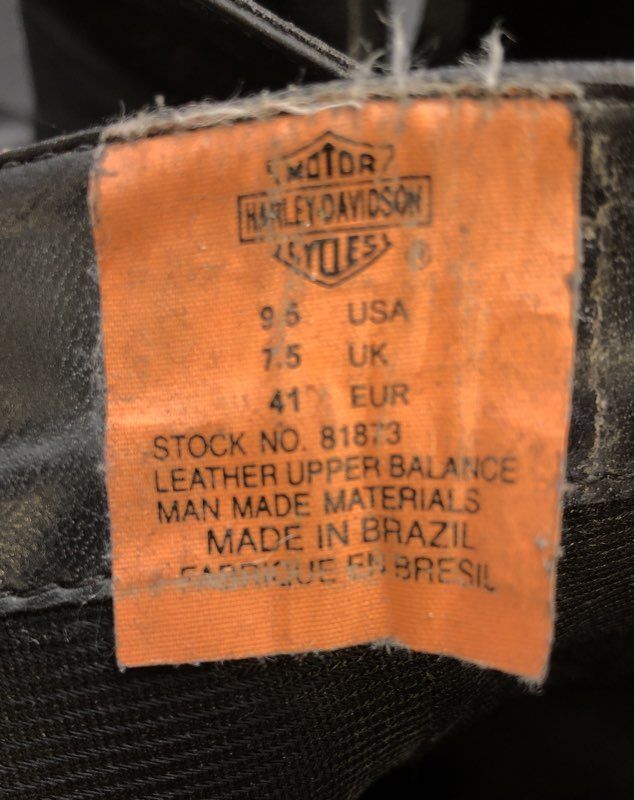 MOTOR
HARLEY-DAVIDSON
CYCLES
®
9.5 USA
7.5 UK
41 EUR
STOCK NO. 81873
LEATHER UPPER BALANCE
MAN MADE MATERIALS
MADE IN BRAZIL
FABRIQUE EN BRESIL